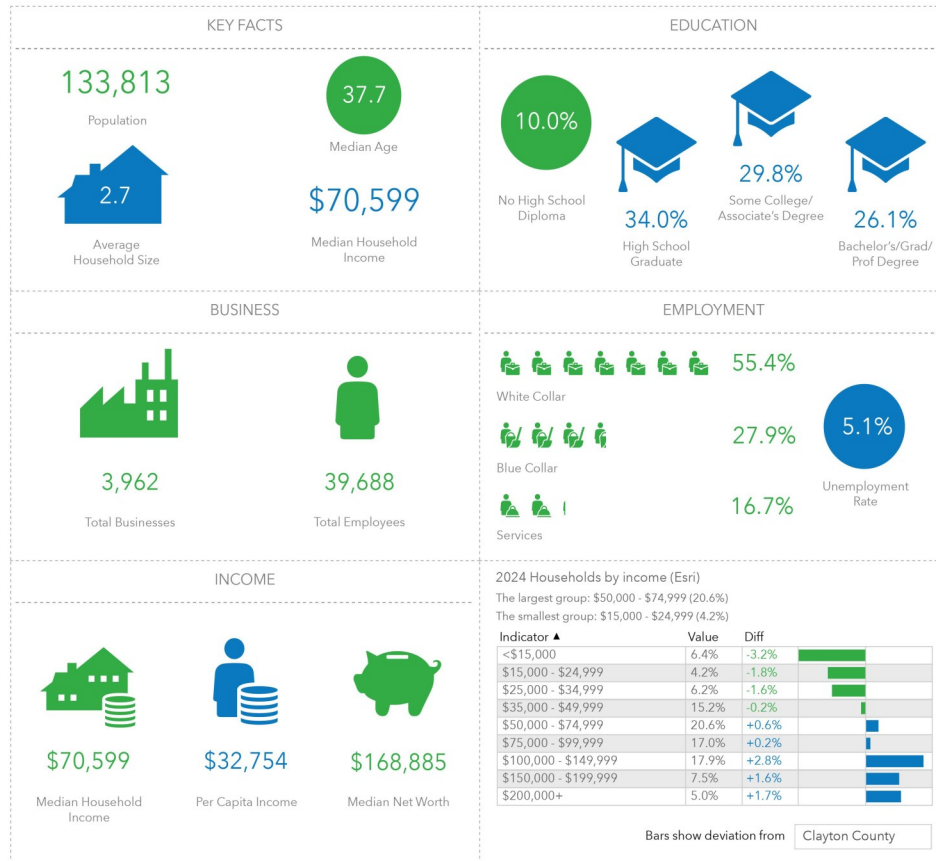 KEY FACTS
133,813
Population
37.7
Median Age
2.7
Average
Household Size
$70,599
Median Household
Income
EDUCATION
10.0%
No High School
Diploma
34.0%
High School
Graduate
29.8%
Some College/
Associate's Degree
26.1%
Bachelor's/Grad/
Prof Degree
BUSINESS
3,962
Total Businesses
39,688
Total Employees
EMPLOYMENT
55.4%
White Collar
27.9%
Blue Collar
16.7%
Services
5.1%
Unemployment
Rate
INCOME
$70,599
Median Household
Income
$32,754
Per Capita Income
$168,885
Median Net Worth
2024 Households by income (Esri)
The largest group: $50,000 - $74,999 (20.6%)
The smallest group: $15,000 - $24,999 (4.2%)
Indicator ▲ Value Diff
<$15,000 6.4% -3.2%
$15,000 - $24,999 4.2% -1.8%
$25,000 - $34,999 6.2% -1.6%
$35,000 - $49,999 15.2% -0.2%
$50,000 - $74,999 20.6% +0.6%
$75,000 - $99,999 17.0% +0.2%
$100,000 - $149,999 17.9% +2.8%
$150,000 - $199,999 7.5% +1.6%
$200,000+ 5.0% +1.7%
Bars show deviation from Clayton County